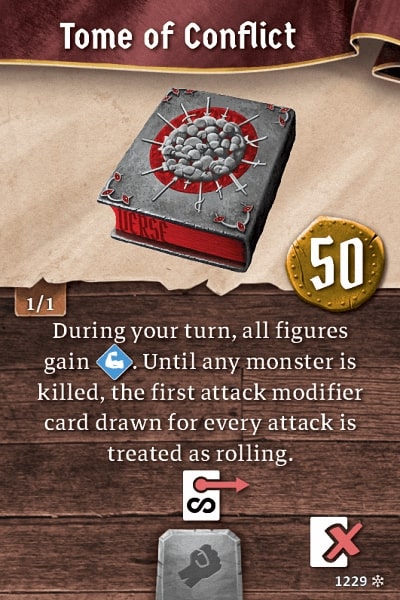 Tome of Conflict
VERSE
50
1/1
During your turn, all figures
gain . Until any monster is
killed, the first attack modifier
card drawn for every attack is
treated as rolling.
1229